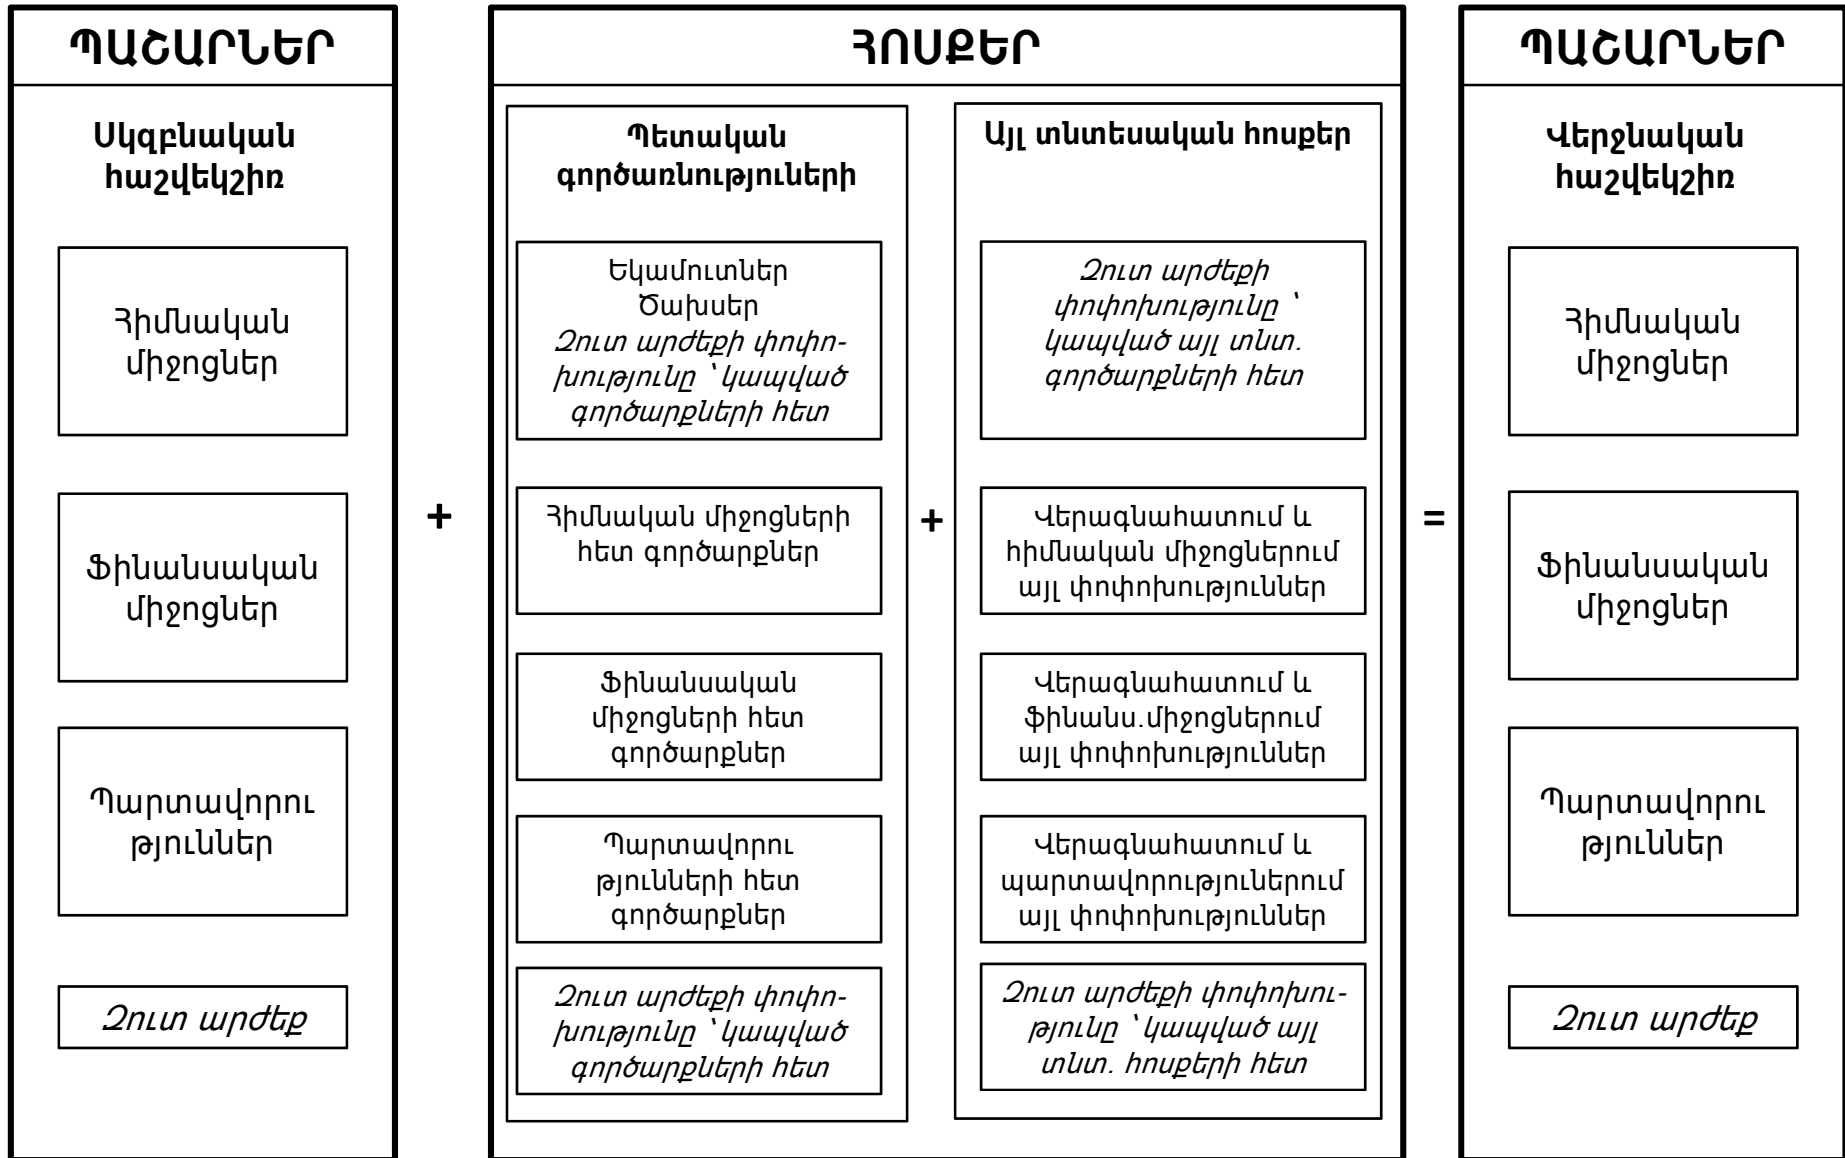 ՊԱՇԱՐՆԵՐ
Սկզբնական
հաշվեկշիռ
Հիմնական
միջոցներ
Ֆինանսական
միջոցներ
Պարտավորու
թյուններ
Զուտ արժեք
+
ՀՈՍՔԵՐ
Պետական
գործառնություների
Եկամուտներ
Ծախսեր
Զուտ արժեքի փոփո-
խությունը ՝ կապված
գործարքների հետ
Հիմնական միջոցների
հետ գործարքներ
Ֆինանսական
միջոցների հետ
գործարքներ
Պարտավորու
թյունների հետ
գործարքներ
Զուտ արժեքի փոփո-
խությունը ՝ կապված
գործարքների հետ
+
Այլ տնտեսական հոսքեր
Զուտ արժեքի
փոփոխությունը ՝
կապված այլ տնտ.
գործարքների հետ
Վերագնահատում և
հիմնական միջոցներում
այլ փոփոխություններ
Վերագնահատում և
ֆինանս.միջոցներում
այլ փոփոխություններ
Վերագնահատում և
պարտավորություներում
այլ փոփոխություններ
Զուտ արժեքի փոփոխու-
թյունը ՝ կապված այլ
տնտ. հոսքերի հետ
=
ՊԱՇԱՐՆԵՐ
Վերջնական
հաշվեկշիռ
Հիմնական
միջոցներ
Ֆինանսական
միջոցներ
Պարտավորու
թյուններ
Զուտ արժեք